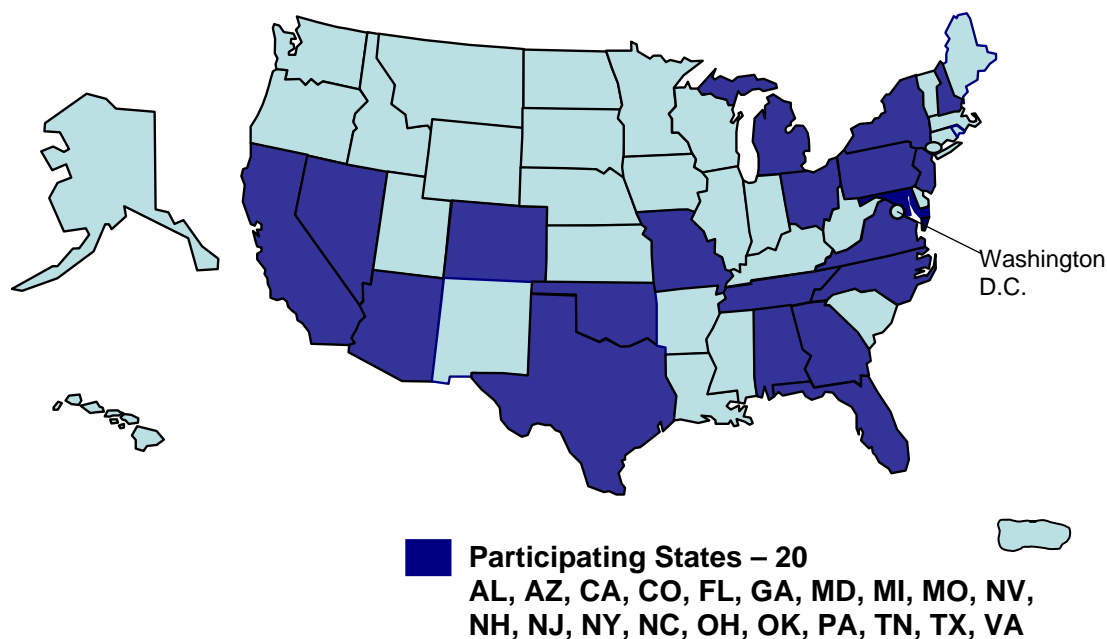 Washington
D.C.
Participating States – 20
AL, AZ, CA, CO, FL, GA, MD, MI, MO, NV,
NH, NJ, NY, NC, OH, OK, PA, TN, TX, VA